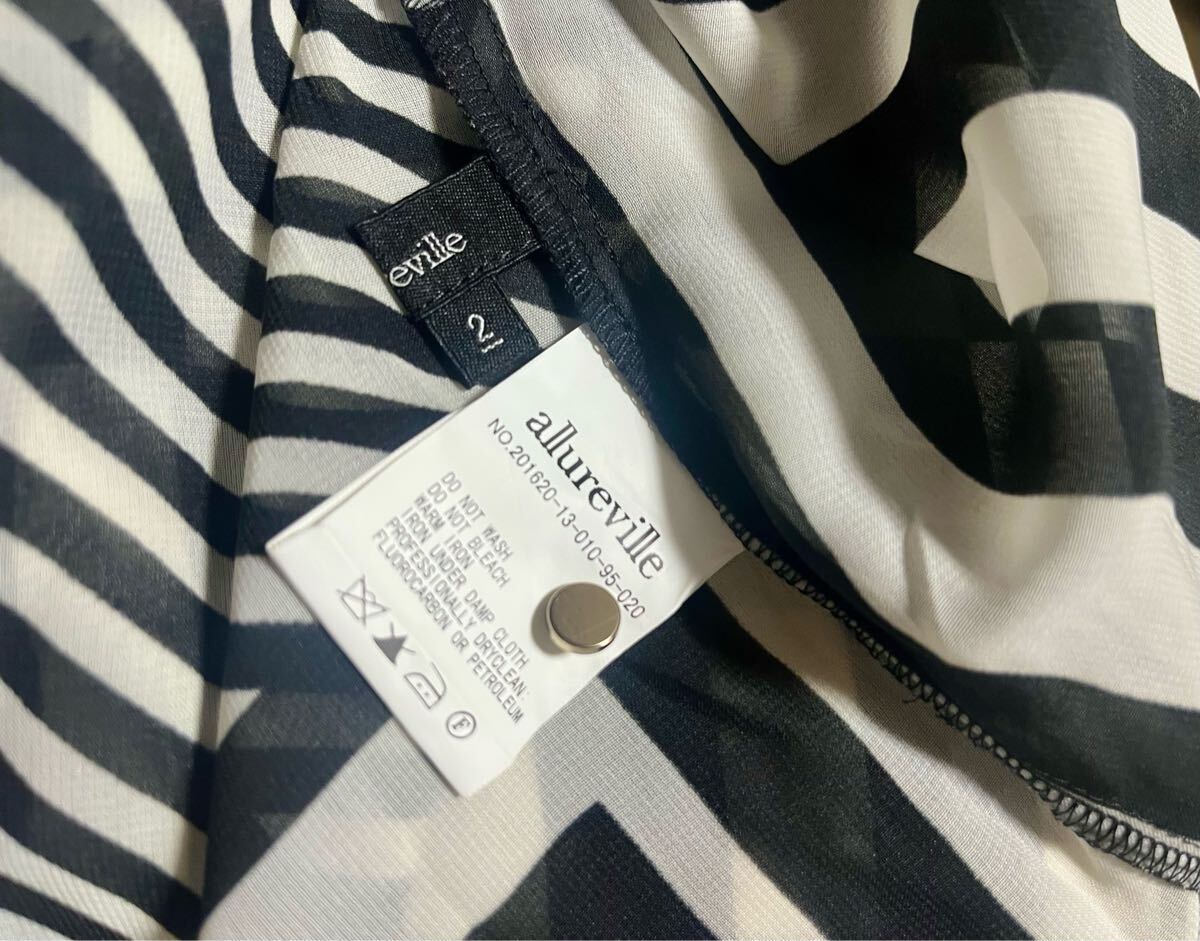 eville
2
allureville
NO.201620-13-010-95-020
DO NOT WASH
DO NOT BLEACH
WARM IRON
IRON UNDER DAMP CLOTH
PROFESSIONALLY DRYCLEAN:
FLUOROCARBON OR PETROLEUM
F